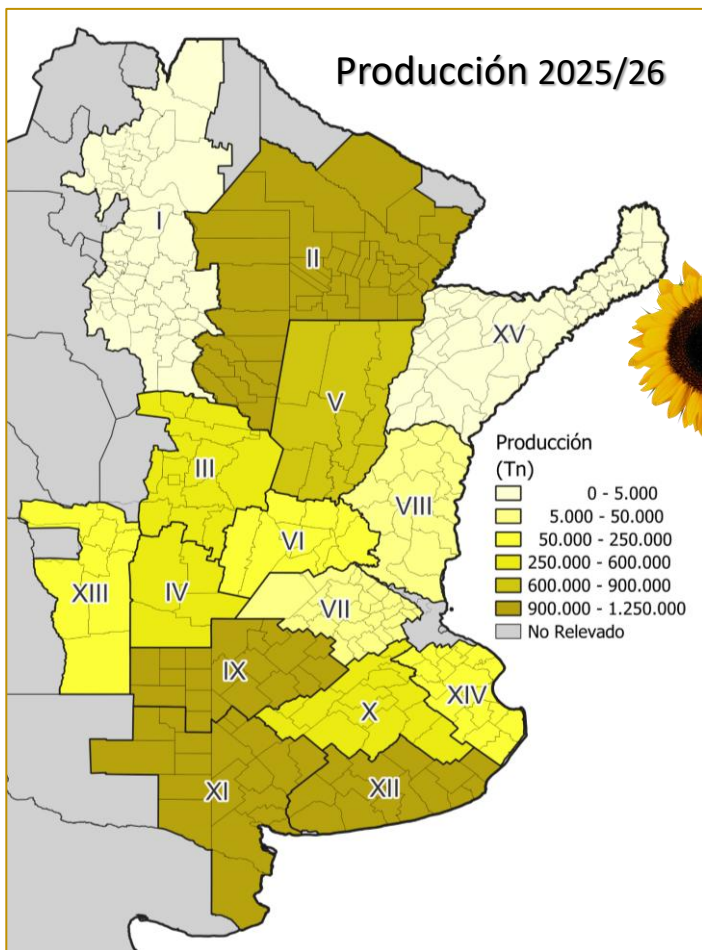 Producción 2025/26
I
II
XV
V
III
VIII
VI
XIII
IV
VII
IX
XIV
X
XI
XII
Producción
(Tn)
0 - 5.000
5.000 - 50.000
50.000 - 250.000
250.000 - 600.000
600.000 - 900.000
900.000 - 1.250.000
No Relevado